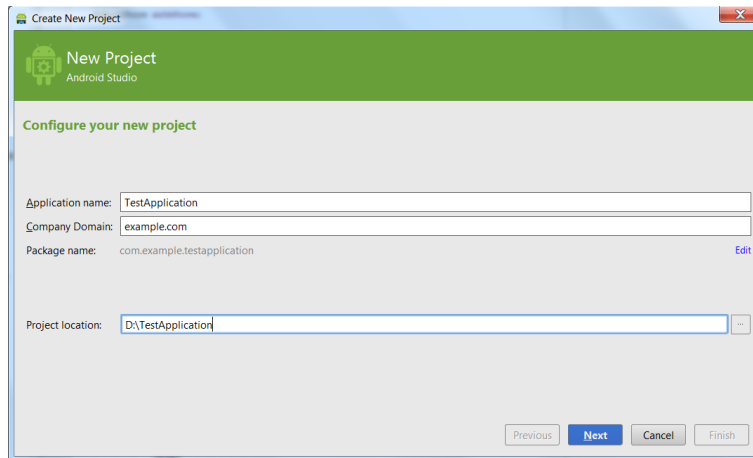 Create New Project
New Project
Android Studio
Configure your new project
Application name: TestApplication
Company Domain: example.com
Package name: com.example.testapplication Edit
Project location: D:\TestApplication ...
Previous Next Cancel Finish